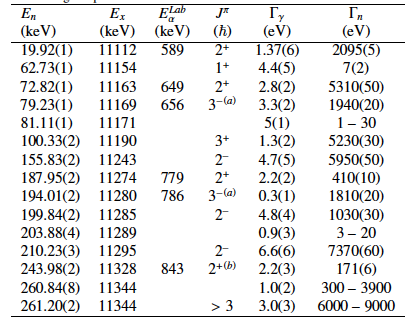 E_n E_x E_α^Lab J^π Γ_γ Γ_n
(keV) (keV) (keV) (ℏ) (eV) (eV)
19.92(1) 11112 589 2+ 1.37(6) 2095(5)
62.73(1) 11154 1+ 4.4(5) 7(2)
72.82(1) 11163 649 2+ 2.8(2) 5310(50)
79.23(1) 11169 656 3−(a) 3.3(2) 1940(20)
81.11(1) 11171 5(1) 1 – 30
100.33(2) 11190 3+ 1.3(2) 5230(30)
155.83(2) 11243 2− 4.7(5) 5950(50)
187.95(2) 11274 779 2+ 2.2(2) 410(10)
194.01(2) 11280 786 3−(a) 0.3(1) 1810(20)
199.84(2) 11285 2− 4.8(4) 1030(30)
203.88(4) 11289 0.9(3) 3 – 20
210.23(3) 11295 2− 6.6(6) 7370(60)
243.98(2) 11328 843 2+(b) 2.2(3) 171(6)
260.84(8) 11344 1.0(2) 300 – 3900
261.20(2) 11344 > 3 3.0(3) 6000 – 9000